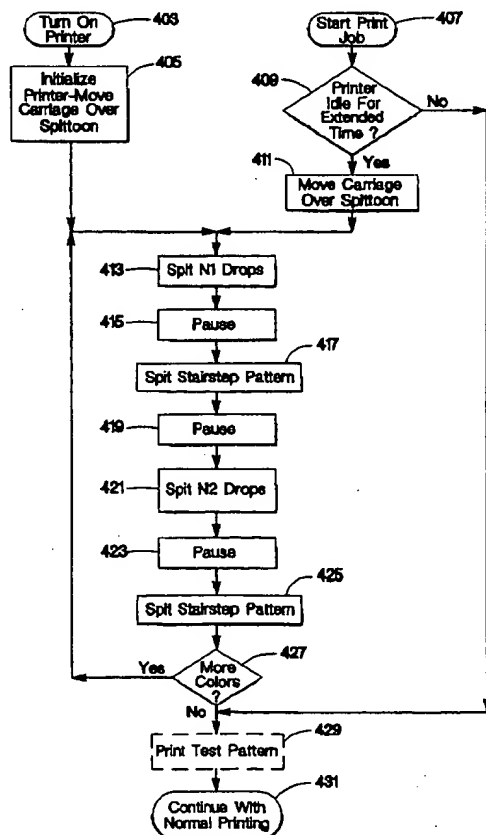 Turn On
Printer
403
405
Initialize
Printer-Move
Carriage Over
Spittoon
Start Print
Job
407
409
Printer
Idle For
Extended
Time ?
No
Yes
411
Move Carriage
Over Spittoon
413
Spit N1 Drops
415
Pause
417
Spit Stairstep Pattern
419
Pause
421
Spit N2 Drops
423
Pause
425
Spit Stairstep Pattern
427
More
Colors
?
Yes
No
429
Print Test Pattern
431
Continue With
Normal Printing